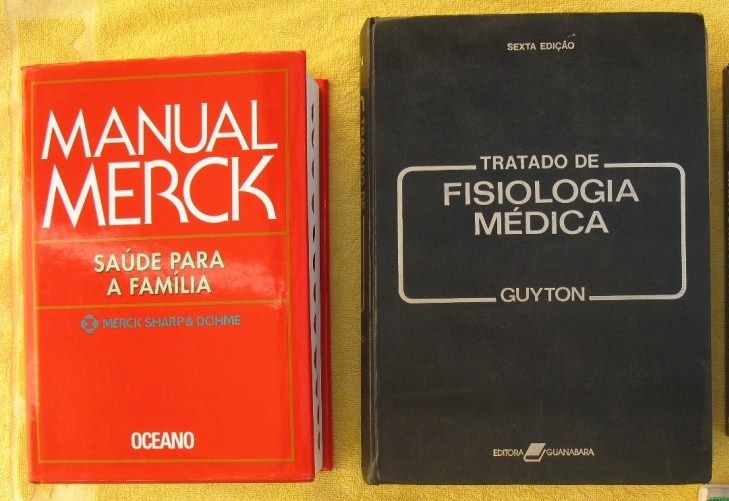 MANUAL
MERCK
SAÚDE PARA
A FAMÍLIA
MERCK SHARP & DOHME
OCEANO
SEXTA EDIÇÃO
TRATADO DE
FISIOLOGIA
MÉDICA
GUYTON
EDITORA GUANABARA